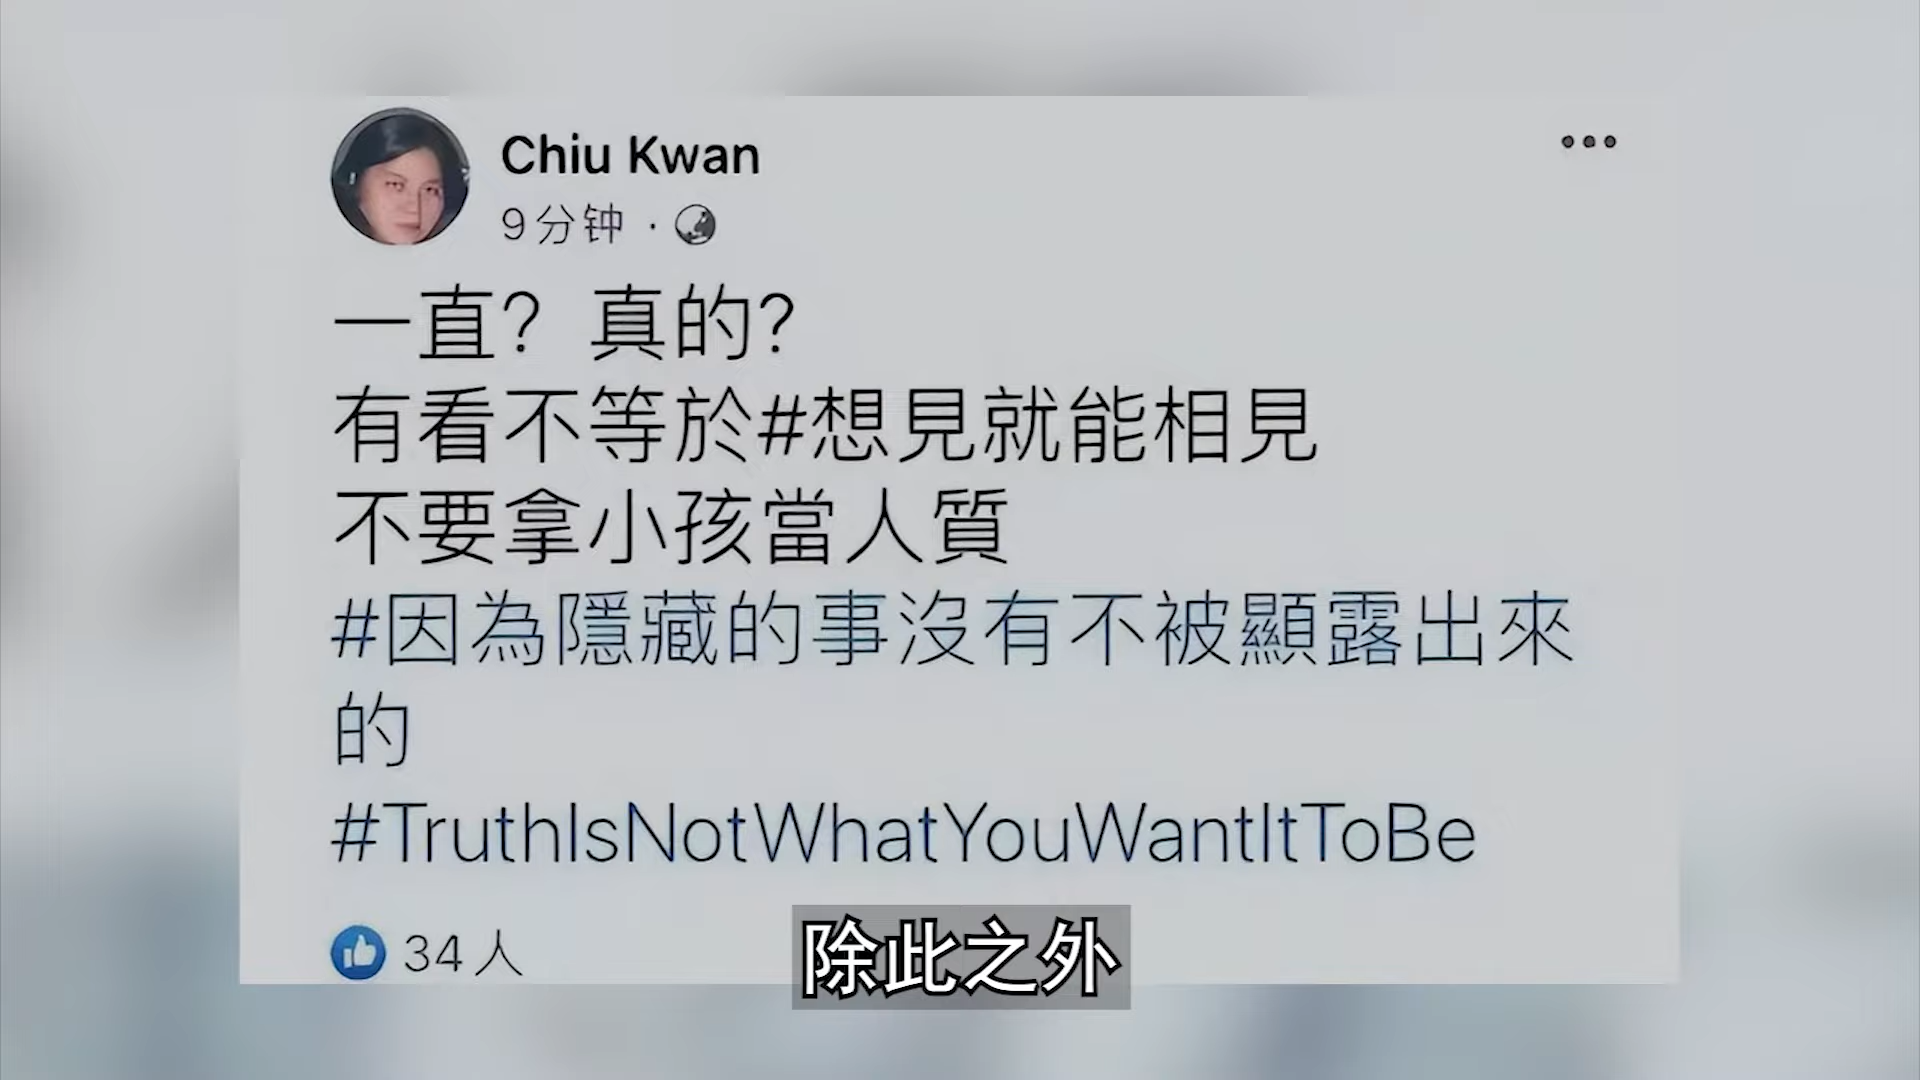 Chiu Kwan
9分钟 ·
一直？真的？
有看不等於#想見就能相見
不要拿小孩當人質
#因為隱藏的事沒有不被顯露出來
的
#TruthIsNotWhatYouWantItToBe
34人
除此之外